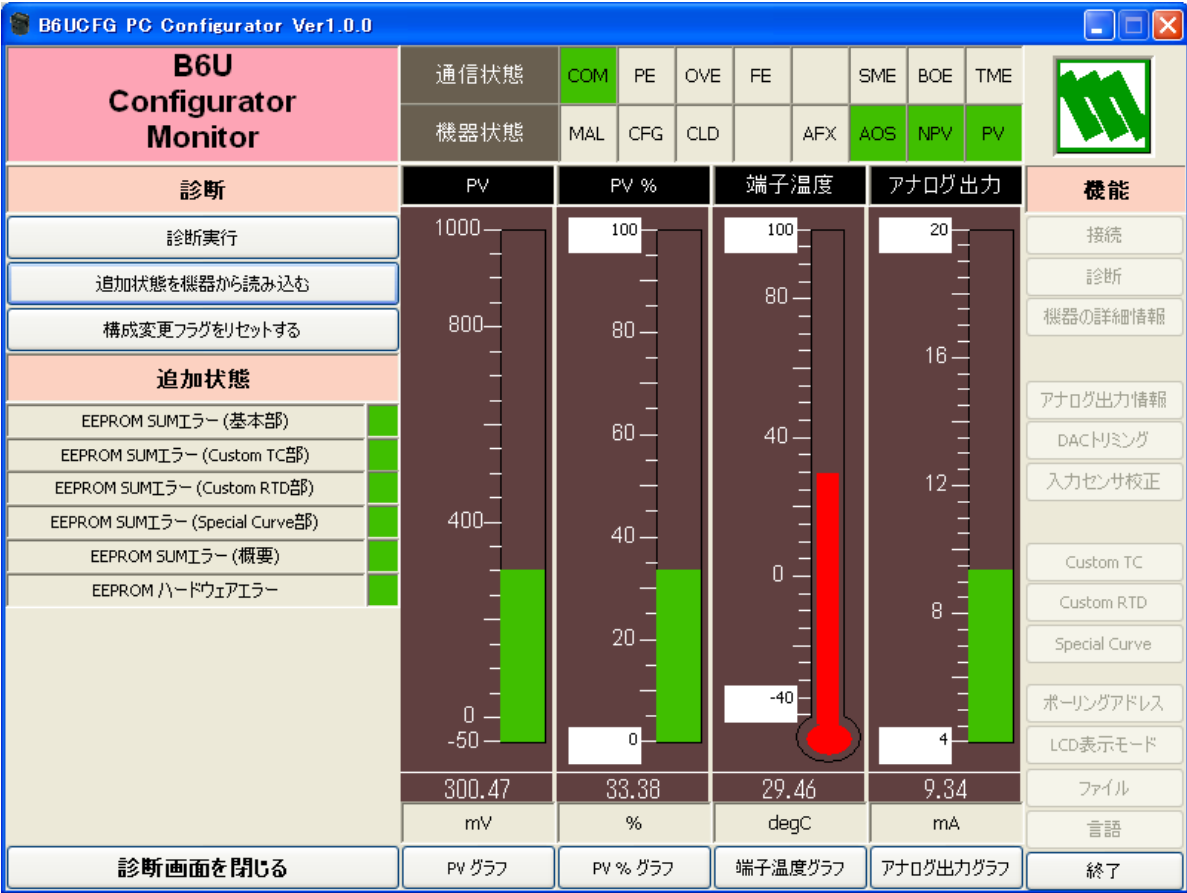 B6UCFG PC Configurator Ver1.0.0
B6U
Configurator
Monitor
通信状態 COM PE OVE FE SME BOE TME
機器状態 MAL CFG CLD AFX AOS NPV PV
診断
診断実行
追加状態を機器から読み込む
構成変更フラグをリセットする
追加状態
EEPROM SUMエラー (基本部)
EEPROM SUMエラー (Custom TC部)
EEPROM SUMエラー (Custom RTD部)
EEPROM SUMエラー (Special Curve部)
EEPROM SUMエラー (概要)
EEPROM ハードウェアエラー
診断画面を閉じる
PV
1000
800
400
0
-50
300.47
mV
PV グラフ
PV %
100
80
60
40
20
0
33.38
%
PV % グラフ
端子温度
100
80
40
0
-40
29.46
degC
端子温度グラフ
アナログ出力
20
16
12
8
4
9.34
mA
アナログ出力グラフ
機能
接続
診断
機器の詳細情報
アナログ出力情報
DACトリミング
入力センサ校正
Custom TC
Custom RTD
Special Curve
ポーリングアドレス
LCD表示モード
ファイル
言語
終了